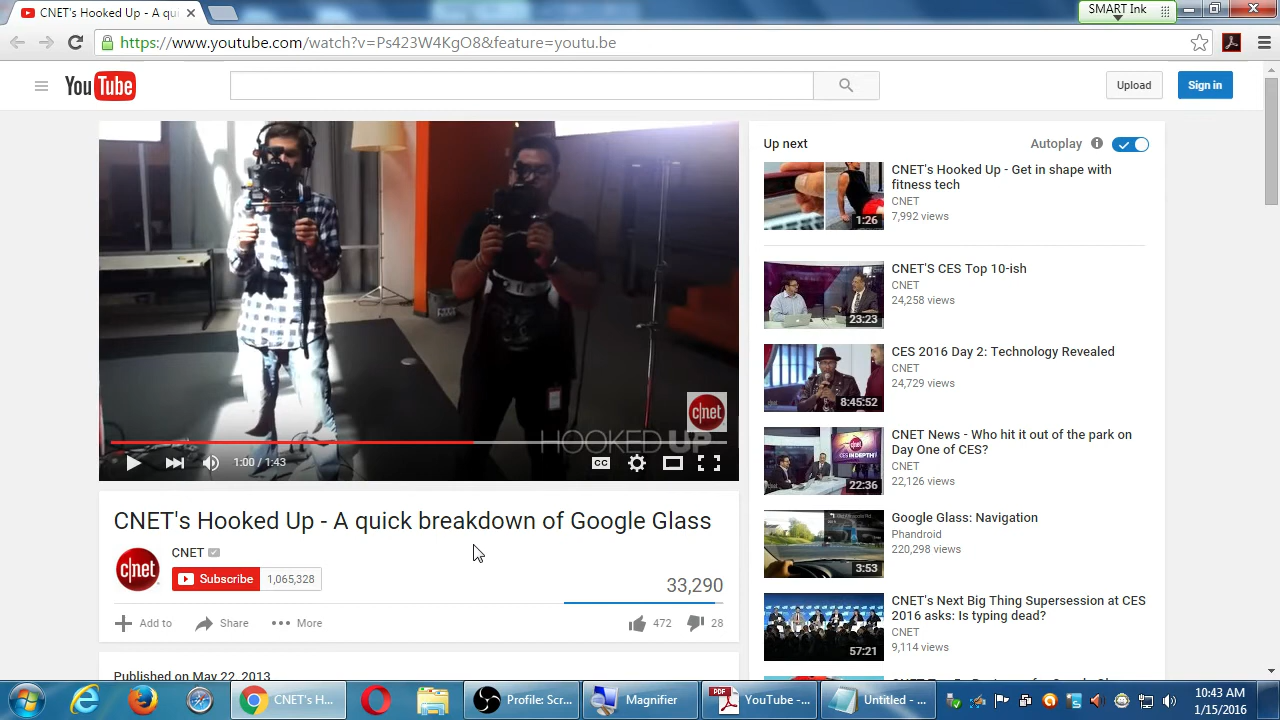 CNET's Hooked Up - A qui
SMART Ink
https://www.youtube.com/watch?v=Ps423W4KgO8&feature=youtu.be
YouTube
Upload
Sign in
c|net
HOOKED UP
1:00 / 1:43
CC
CNET's Hooked Up - A quick breakdown of Google Glass
c|net
CNET
Subscribe
1,065,328
33,290
Add to
Share
More
472
28
Published on May 22, 2013
Up next
Autoplay
CNET's Hooked Up - Get in shape with
fitness tech
CNET
7,992 views
1:26
CNET'S CES Top 10-ish
CNET
24,258 views
23:23
CES 2016 Day 2: Technology Revealed
CNET
24,729 views
8:45:52
CNET News - Who hit it out of the park on
Day One of CES?
CNET
22,126 views
c|net
CES IN DEPTH
22:36
Google Glass: Navigation
Phandroid
220,298 views
3:53
CNET's Next Big Thing Supersession at CES
2016 asks: Is typing dead?
CNET
9,114 views
57:21
CNET's H...
Profile: Scr...
Magnifier
PDF
YouTube -...
Untitled - ...
10:43 AM
1/15/2016